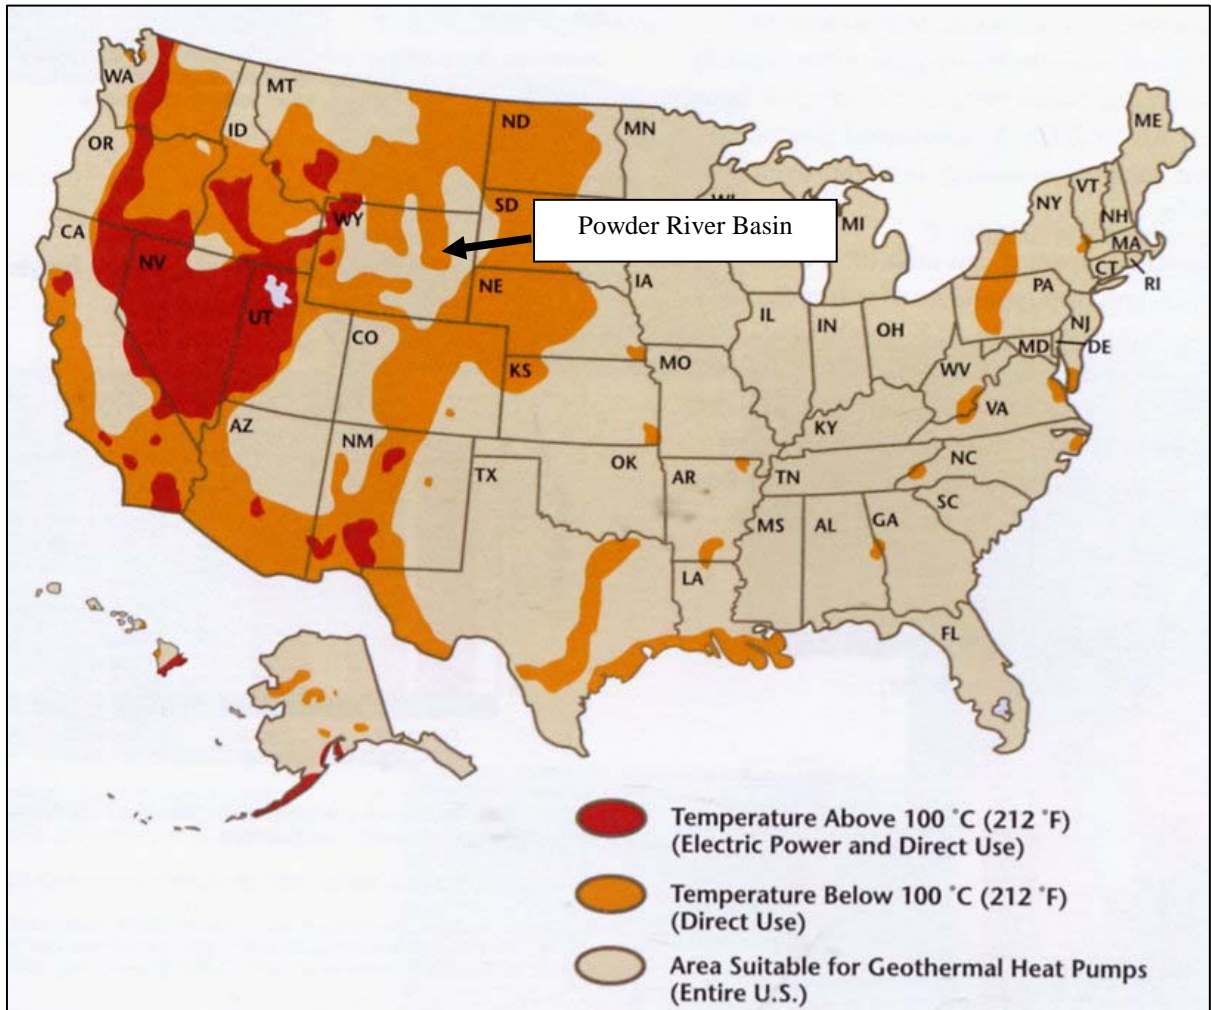 WA
MT
ND
MN
ME
OR
ID
VT
NY
NH
WY
SD
Powder River Basin
MI
MA
CA
NV
CT
RI
IA
NE
PA
UT
IL
IN
OH
NJ
CO
MD
DE
MO
WV
KS
VA
KY
AZ
NM
OK
TX
AR
TN
NC
SC
MS
AL
GA
LA
FL
Temperature Above 100 °C (212 °F)
(Electric Power and Direct Use)
Temperature Below 100 °C (212 °F)
(Direct Use)
Area Suitable for Geothermal Heat Pumps
(Entire U.S.)